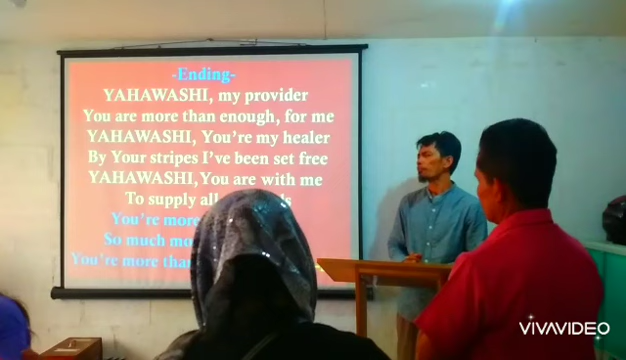 -Ending-
YAHAWASHI, my provider
You are more than enough, for me
YAHAWASHI, You're my healer
By Your stripes I've been set free
YAHAWASHI, You are with me
To supply all
You're more
So much
You're more than
VIVAVIDEO